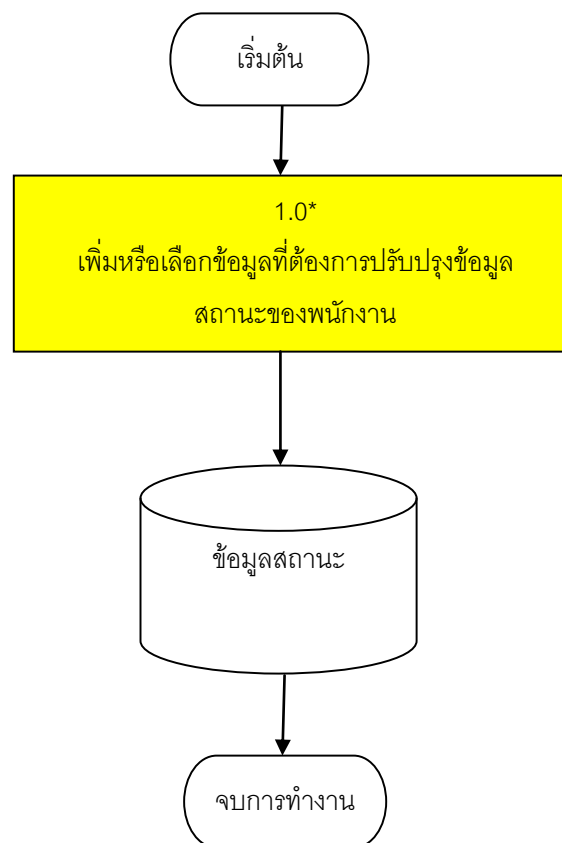 เริ่มต้น
1.0*
เพิ่มหรือเลือกข้อมูลที่ต้องการปรับปรุงข้อมูล
สถานะของพนักงาน
ข้อมูลสถานะ
จบการทำงาน